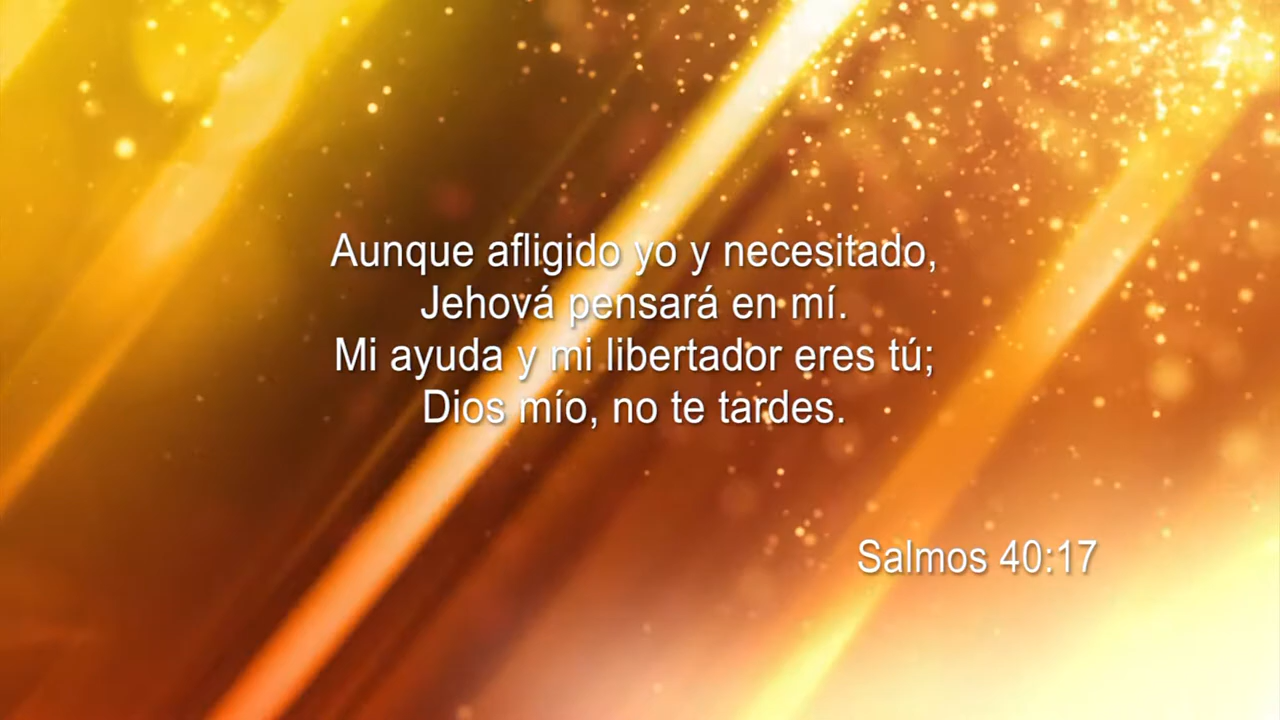 Aunque afligido yo y necesitado,
Jehová pensará en mí.
Mi ayuda y mi libertador eres tú;
Dios mío, no te tardes.
Salmos 40:17